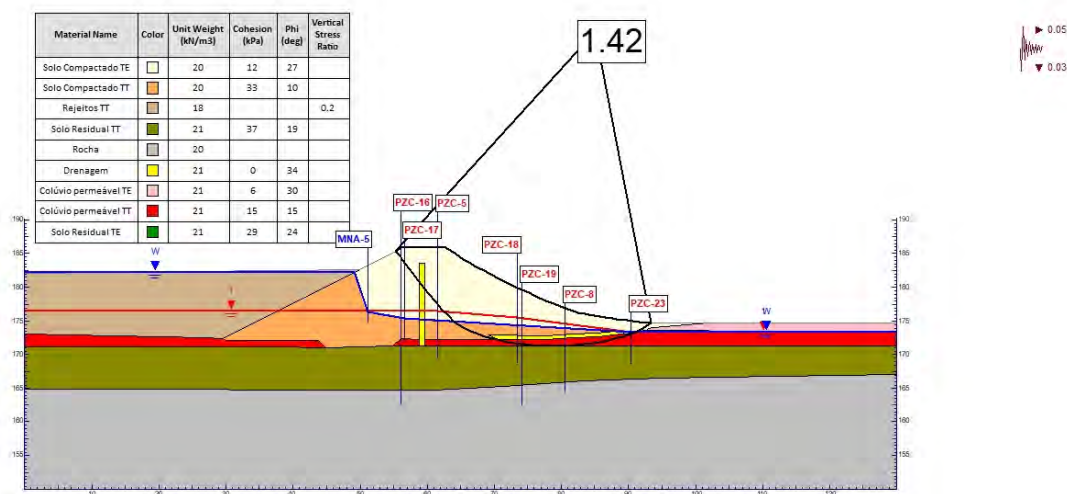 Material Name Color Unit Weight (kN/m3) Cohesion (kPa) Phi (deg) Vertical Stress Ratio
Solo Compactado TE 20 12 27
Solo Compactado TT 20 33 10
Rejeitos TT 18 0.2
Solo Residual TT 21 37 19
Rocha 20
Drenagem 21 0 34
Colúvio permeável TE 21 6 30
Colúvio permeável TT 21 15 15
Solo Residual TE 21 29 24
1.42
0.05
0.03
PZC-16
PZC-5
MNA-5
PZC-17
PZC-18
PZC-19
PZC-8
PZC-23
W
W
190
185
180
175
170
165
160
155
190
185
180
175
170
165
160
155
10
40
50
60
70
80
90
100